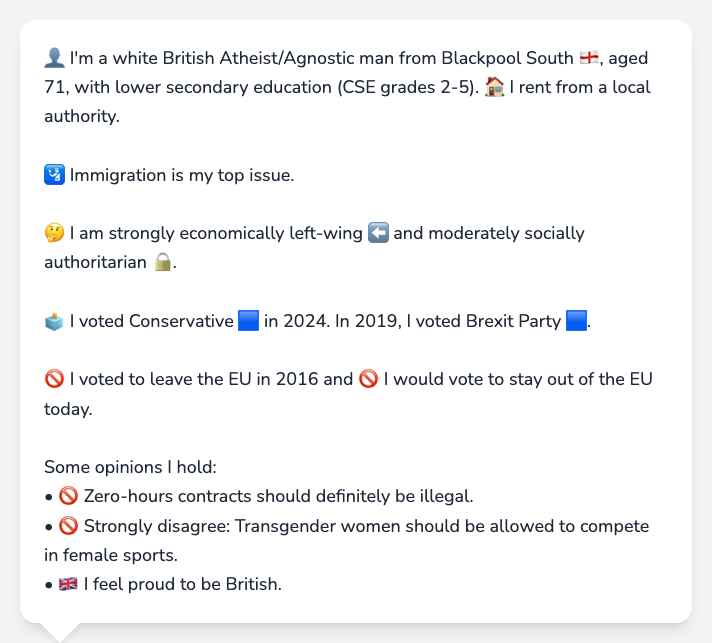 👤 I'm a white British Atheist/Agnostic man from Blackpool South 🏴󠁧󠁢󠁥󠁮󠁧󠁿, aged
71, with lower secondary education (CSE grades 2-5). 🏠 I rent from a local
authority.
🛂 Immigration is my top issue.
🤔 I am strongly economically left-wing ⬅️ and moderately socially
authoritarian 🔒.
🗳️ I voted Conservative 🟦 in 2024. In 2019, I voted Brexit Party 🟦.
🚫 I voted to leave the EU in 2016 and 🚫 I would vote to stay out of the EU
today.
Some opinions I hold:
• 🚫 Zero-hours contracts should definitely be illegal.
• 🚫 Strongly disagree: Transgender women should be allowed to compete
in female sports.
• 🇬🇧 I feel proud to be British.